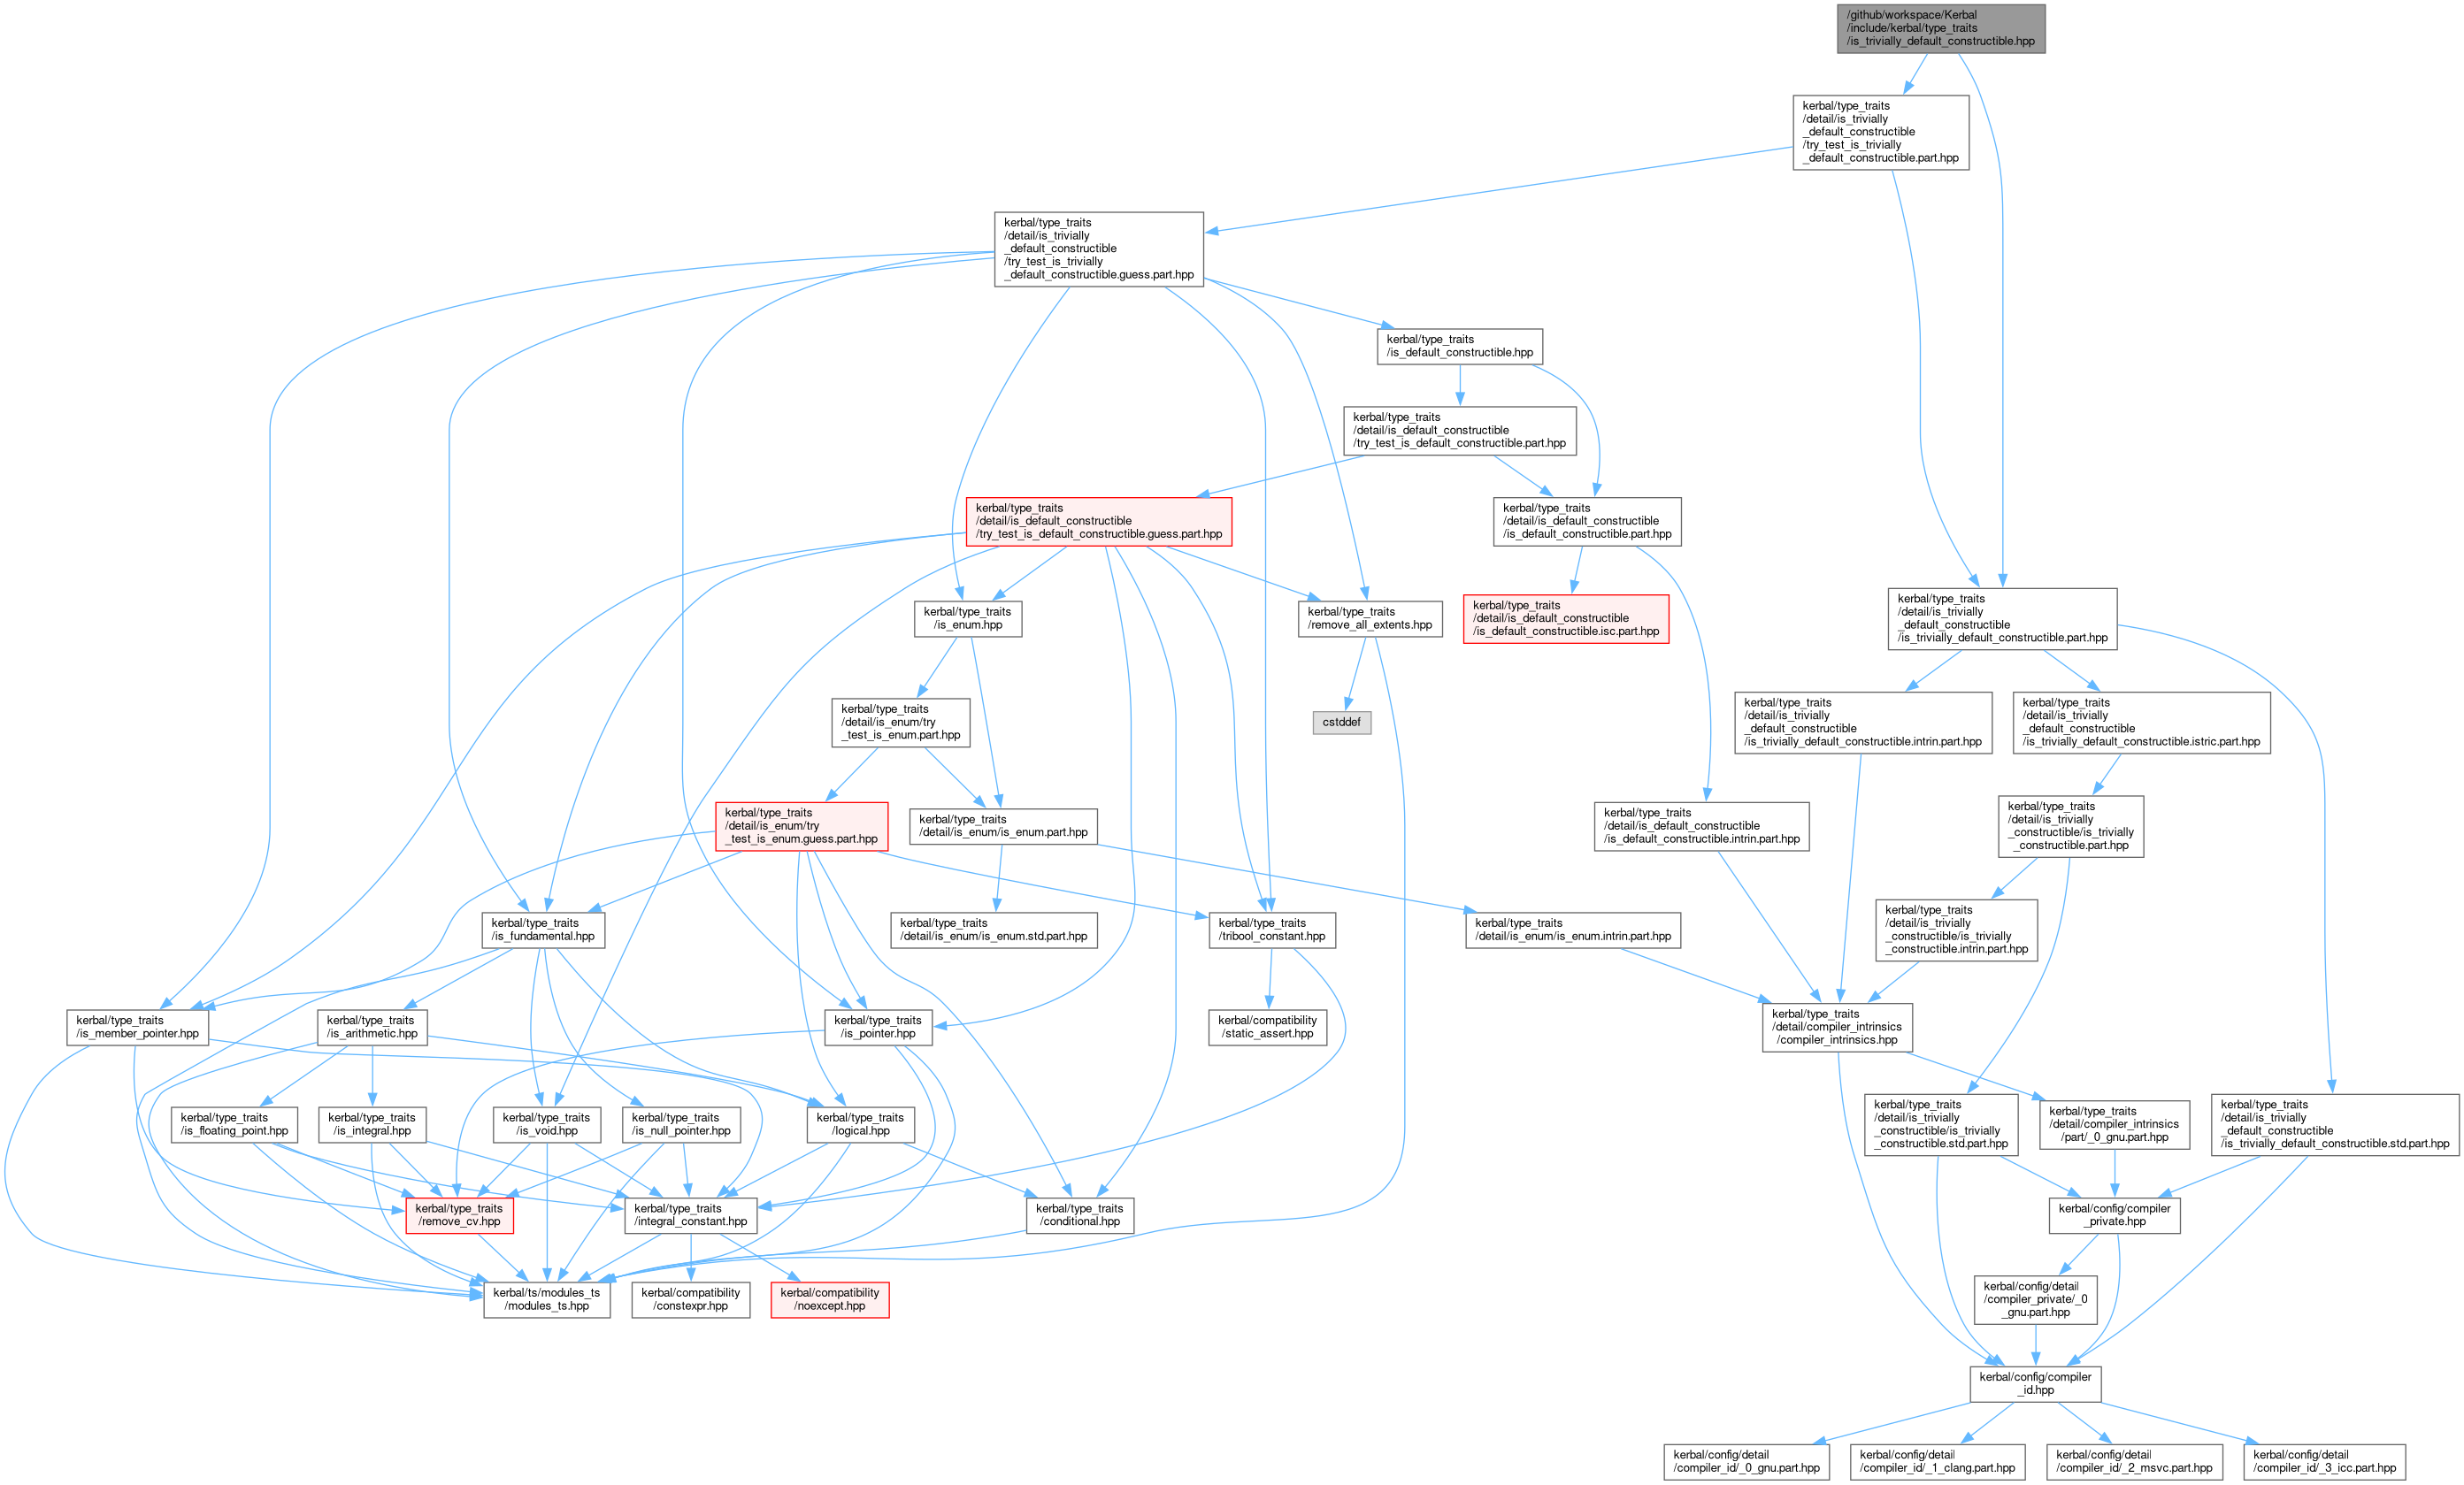 /github/workspace/Kerbal
/include/kerbal/type_traits
/is_trivially_default_constructible.hpp
kerbal/type_traits
/detail/is_trivially
_default_constructible
/try_test_is_trivially
_default_constructible.part.hpp
kerbal/type_traits
/detail/is_trivially
_default_constructible
/try_test_is_trivially
_default_constructible.guess.part.hpp
kerbal/type_traits
/is_default_constructible.hpp
kerbal/type_traits
/detail/is_default_constructible
/try_test_is_default_constructible.part.hpp
kerbal/type_traits
/detail/is_default_constructible
/try_test_is_default_constructible.guess.part.hpp
kerbal/type_traits
/detail/is_default_constructible
/is_default_constructible.part.hpp
kerbal/type_traits
/is_enum.hpp
kerbal/type_traits
/remove_all_extents.hpp
kerbal/type_traits
/detail/is_default_constructible
/is_default_constructible.isc.part.hpp
kerbal/type_traits
/detail/is_trivially
_default_constructible
/is_trivially_default_constructible.part.hpp
kerbal/type_traits
/detail/is_enum/try
_test_is_enum.part.hpp
cstddef
kerbal/type_traits
/detail/is_trivially
_default_constructible
/is_trivially_default_constructible.intrin.part.hpp
kerbal/type_traits
/detail/is_trivially
_default_constructible
/is_trivially_default_constructible.istric.part.hpp
kerbal/type_traits
/detail/is_enum/try
_test_is_enum.guess.part.hpp
kerbal/type_traits
/detail/is_enum/is_enum.part.hpp
kerbal/type_traits
/detail/is_default_constructible
/is_default_constructible.intrin.part.hpp
kerbal/type_traits
/detail/is_trivially
_constructible/is_trivially
_constructible.part.hpp
kerbal/type_traits
/is_fundamental.hpp
kerbal/type_traits
/detail/is_enum/is_enum.std.part.hpp
kerbal/type_traits
/tribool_constant.hpp
kerbal/type_traits
/detail/is_enum/is_enum.intrin.part.hpp
kerbal/type_traits
/detail/is_trivially
_constructible/is_trivially
_constructible.intrin.part.hpp
kerbal/type_traits
/is_member_pointer.hpp
kerbal/type_traits
/is_arithmetic.hpp
kerbal/type_traits
/is_pointer.hpp
kerbal/compatibility
/static_assert.hpp
kerbal/type_traits
/detail/compiler_intrinsics
/compiler_intrinsics.hpp
kerbal/type_traits
/is_floating_point.hpp
kerbal/type_traits
/is_integral.hpp
kerbal/type_traits
/is_void.hpp
kerbal/type_traits
/is_null_pointer.hpp
kerbal/type_traits
/logical.hpp
kerbal/type_traits
/detail/is_trivially
_constructible/is_trivially
_constructible.std.part.hpp
kerbal/type_traits
/detail/compiler_intrinsics
/part/_0_gnu.part.hpp
kerbal/type_traits
/detail/is_trivially
_default_constructible
/is_trivially_default_constructible.std.part.hpp
kerbal/type_traits
/remove_cv.hpp
kerbal/type_traits
/integral_constant.hpp
kerbal/type_traits
/conditional.hpp
kerbal/config/compiler
_private.hpp
kerbal/ts/modules_ts
/modules_ts.hpp
kerbal/compatibility
/constexpr.hpp
kerbal/compatibility
/noexcept.hpp
kerbal/config/detail
/compiler_private/_0
_gnu.part.hpp
kerbal/config/compiler
_id.hpp
kerbal/config/detail
/compiler_id/_0_gnu.part.hpp
kerbal/config/detail
/compiler_id/_1_clang.part.hpp
kerbal/config/detail
/compiler_id/_2_msvc.part.hpp
kerbal/config/detail
/compiler_id/_3_icc.part.hpp